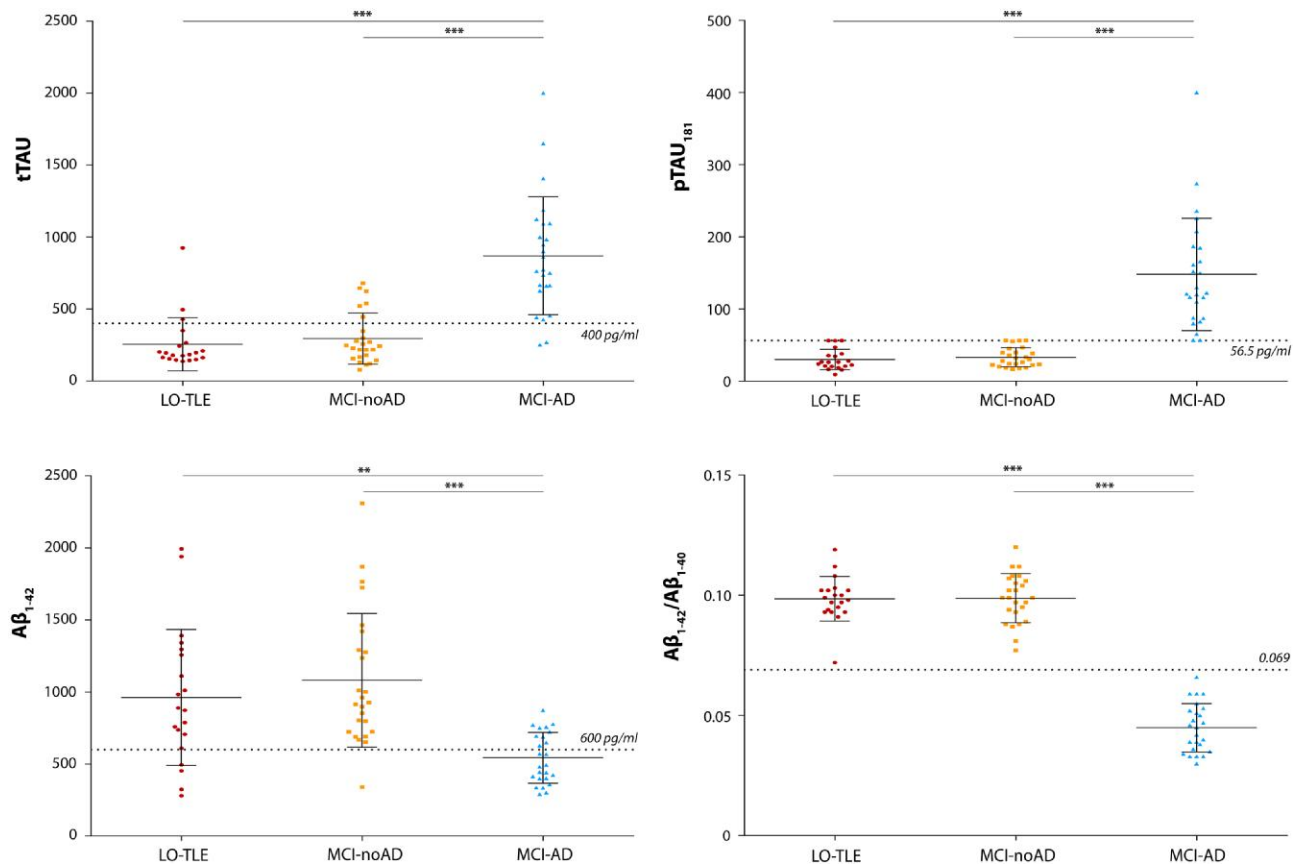 2500
2000
1500
1000
500
0
tTAU
***
***
400 pg/ml
LO-TLE
MCI-noAD
MCI-AD
500
400
300
200
100
0
pTAU181
***
***
56.5 pg/ml
LO-TLE
MCI-noAD
MCI-AD
2500
2000
1500
1000
500
0
Aβ1-42
**
***
600 pg/ml
LO-TLE
MCI-noAD
MCI-AD
0.15
0.10
0.05
0
Aβ1-42/Aβ1-40
***
***
0.069
LO-TLE
MCI-noAD
MCI-AD